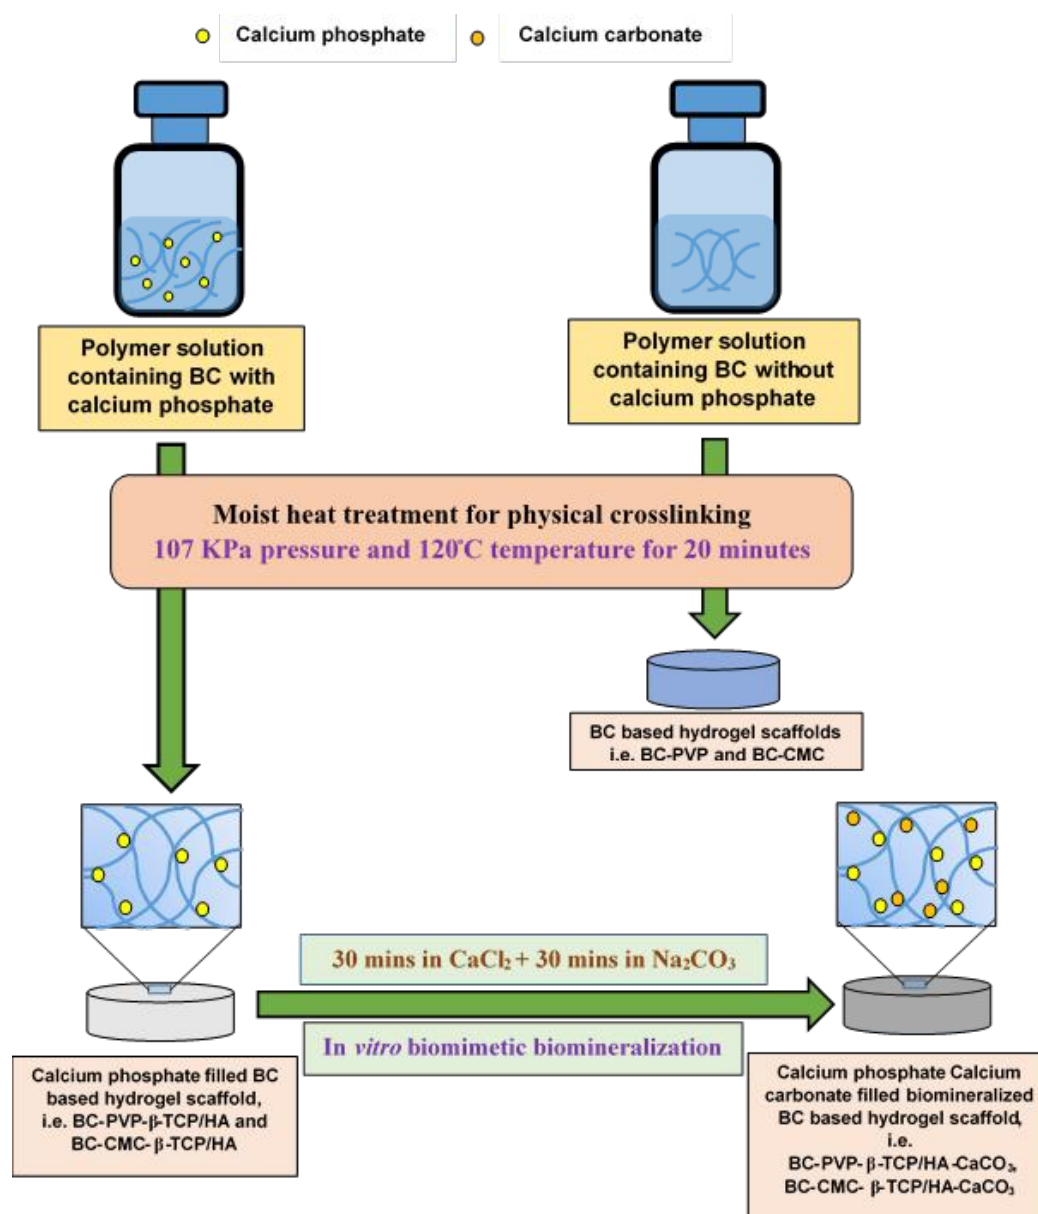 Calcium phosphate
Calcium carbonate
Polymer solution
containing BC with
calcium phosphate
Polymer solution
containing BC without
calcium phosphate
Moist heat treatment for physical crosslinking
107 KPa pressure and 120°C temperature for 20 minutes
BC based hydrogel scaffolds
i.e. BC-PVP and BC-CMC
30 mins in CaCl₂ + 30 mins in Na₂CO₃
In vitro biomimetic biomineralization
Calcium phosphate filled BC
based hydrogel scaffold,
i.e. BC-PVP-β-TCP/HA and
BC-CMC- β-TCP/HA
Calcium phosphate Calcium
carbonate filled biomineralized
BC based hydrogel scaffold,
i.e.
BC-PVP- β-TCP/HA-CaCO₃,
BC-CMC- β-TCP/HA-CaCO₃